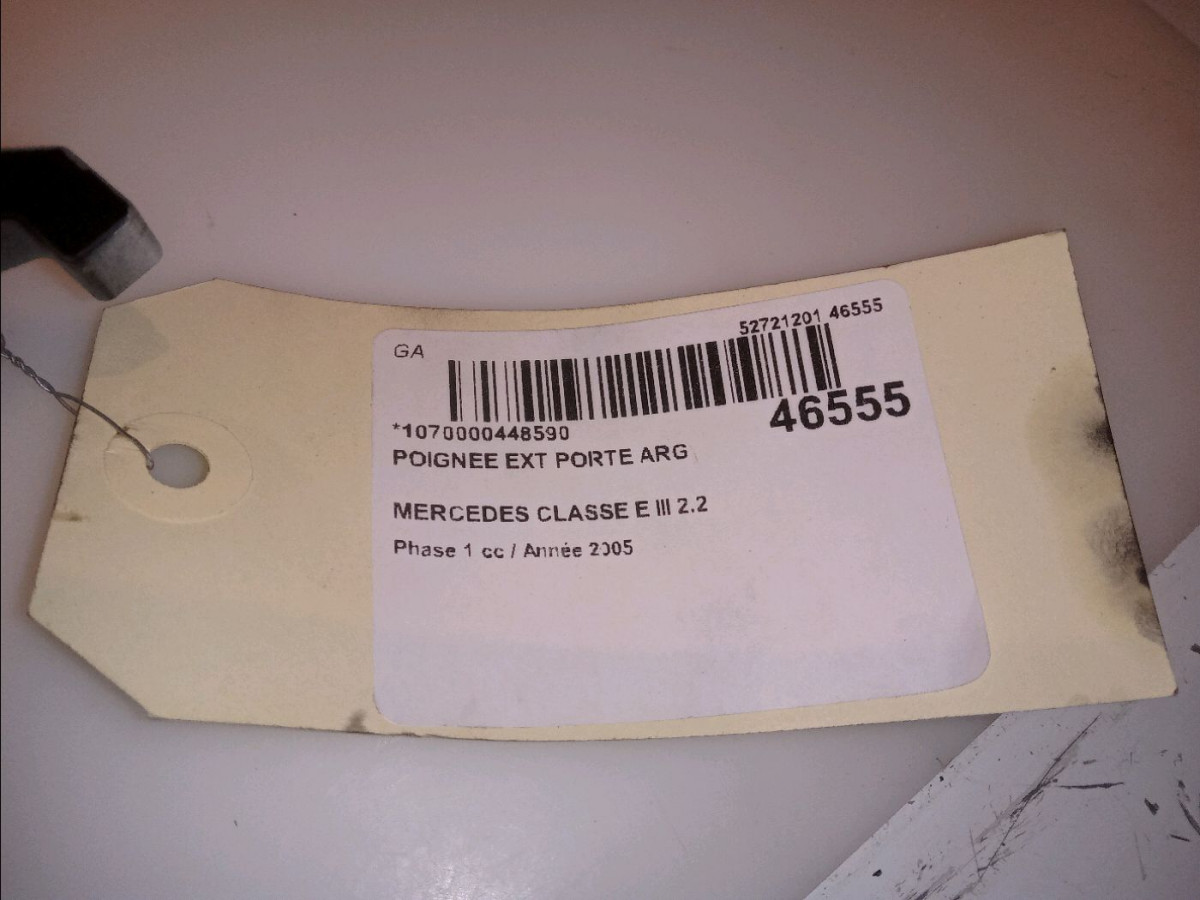 GA
52721201 46555
46555
*1070000448590
POIGNEE EXT PORTE ARG
MERCEDES CLASSE E III 2.2
Phase 1 cc / Année 2005